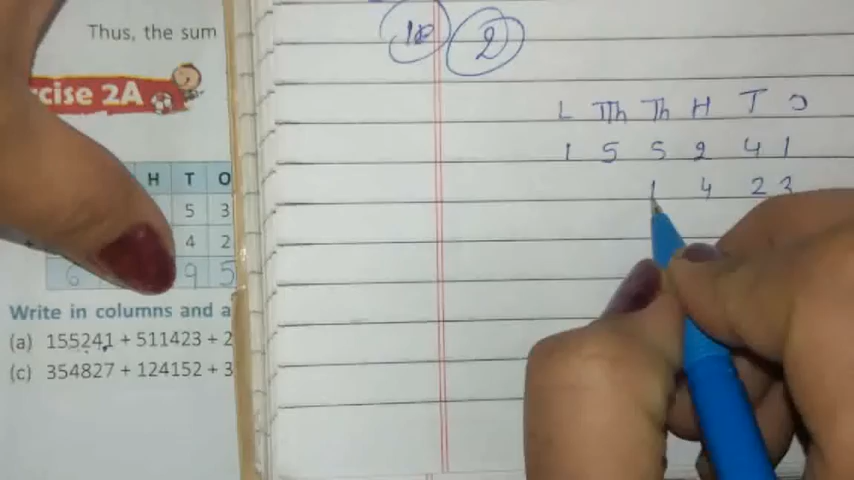 Thus, the sum
cise 2A
H T O
5 3
4 2
6 9 5
Write in columns and a
(a) 155241 + 511423 + 2
(c) 354827 + 124152 + 3
2
L TTh Th H T O
1 5 5 2 4 1
1 4 2 3